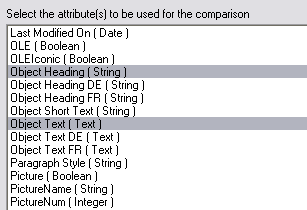 Select the attribute(s) to be used for the comparison
Last Modified On ( Date )
OLE ( Boolean )
OLEIconic ( Boolean )
Object Heading ( String )
Object Heading DE ( String )
Object Heading FR ( String )
Object Short Text ( String )
Object Text ( Text )
Object Text DE ( Text )
Object Text FR ( Text )
Paragraph Style ( String )
Picture ( Boolean )
PictureName ( String )
PictureNum ( Integer )